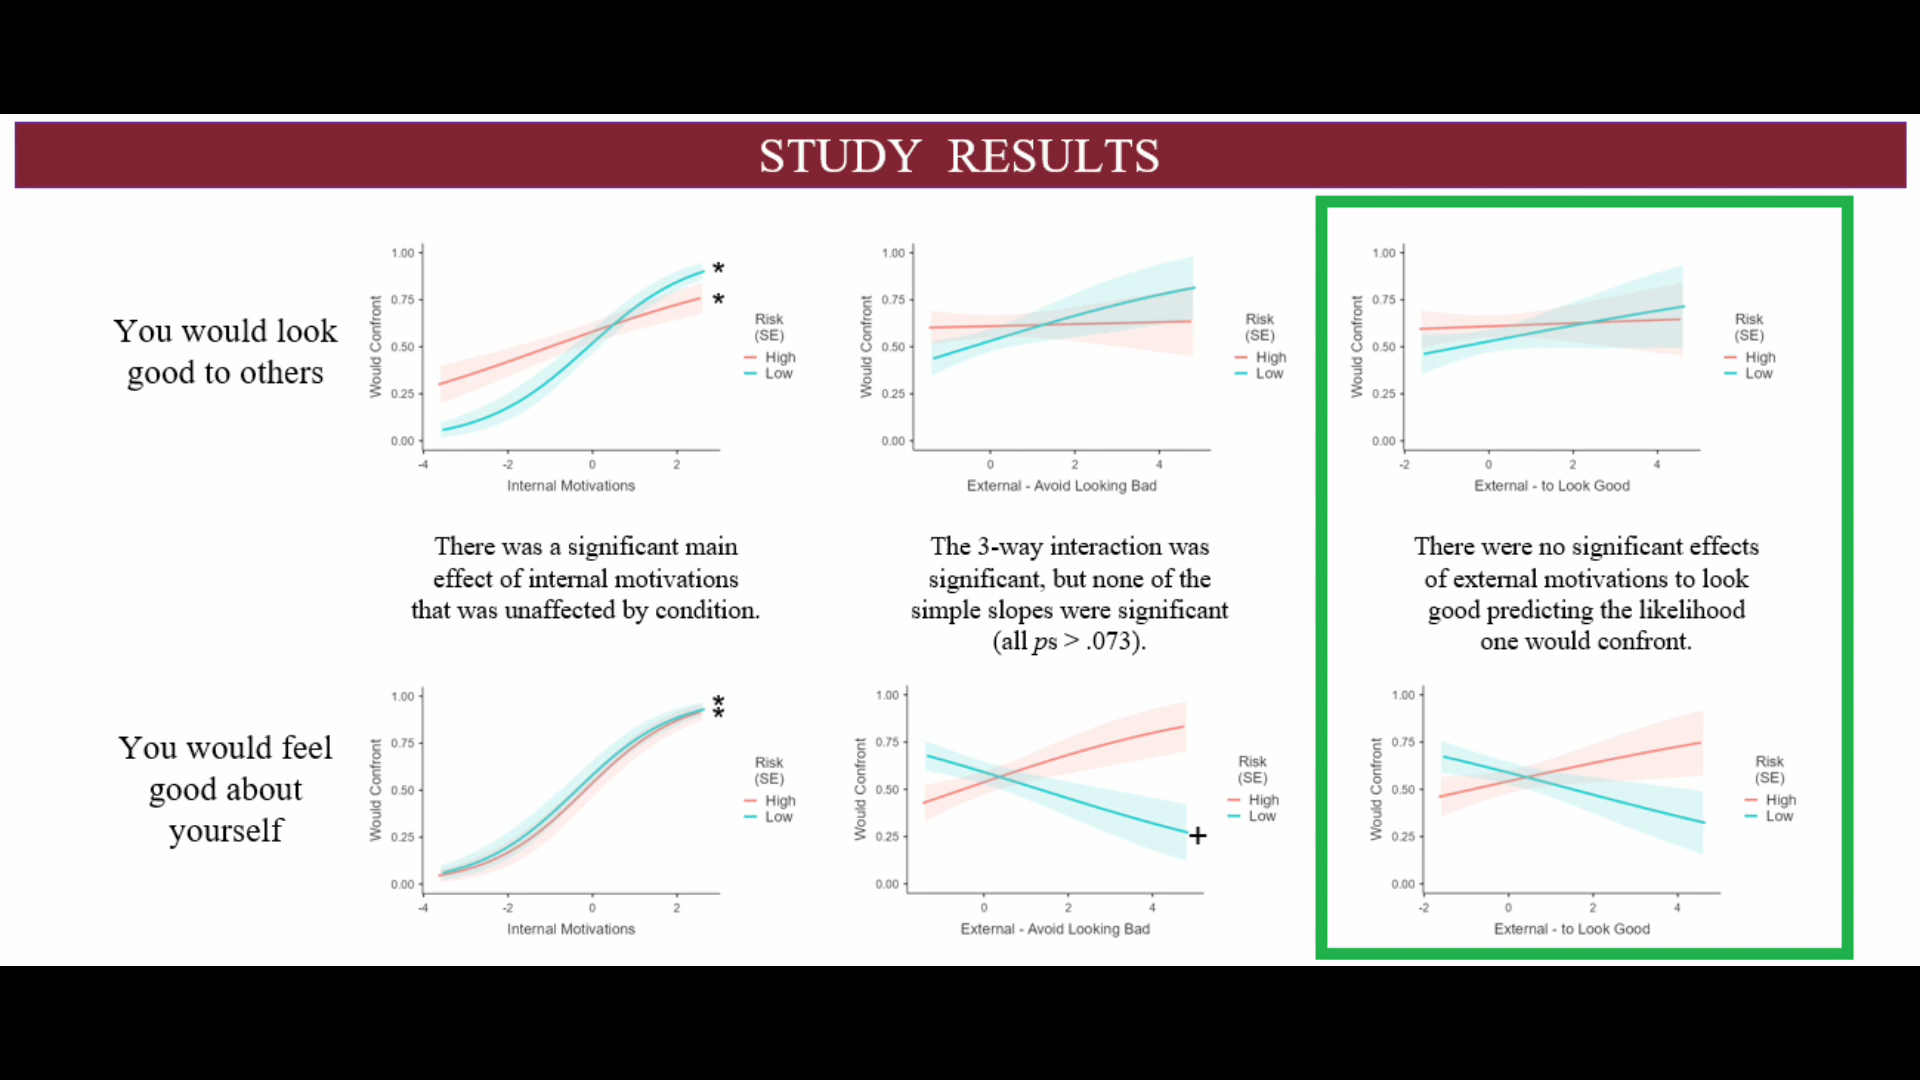 STUDY RESULTS
You would look
good to others
1.00
0.75
0.50
0.25
0.00
Would Confront
-4
-2
0
2
Internal Motivations
*
*
Risk
(SE)
High
Low
1.00
0.75
0.50
0.25
0.00
Would Confront
0
2
4
External - Avoid Looking Bad
Risk
(SE)
High
Low
1.00
0.75
0.50
0.25
0.00
Would Confront
-2
0
2
4
External - to Look Good
Risk
(SE)
High
Low
There was a significant main
effect of internal motivations
that was unaffected by condition.
The 3-way interaction was
significant, but none of the
simple slopes were significant
(all ps > .073).
There were no significant effects
of external motivations to look
good predicting the likelihood
one would confront.
You would feel
good about
yourself
1.00
0.75
0.50
0.25
0.00
Would Confront
-4
-2
0
2
Internal Motivations
*
*
Risk
(SE)
High
Low
1.00
0.75
0.50
0.25
0.00
Would Confront
0
2
4
External - Avoid Looking Bad
+
Risk
(SE)
High
Low
1.00
0.75
0.50
0.25
0.00
Would Confront
-2
0
2
4
External - to Look Good
Risk
(SE)
High
Low